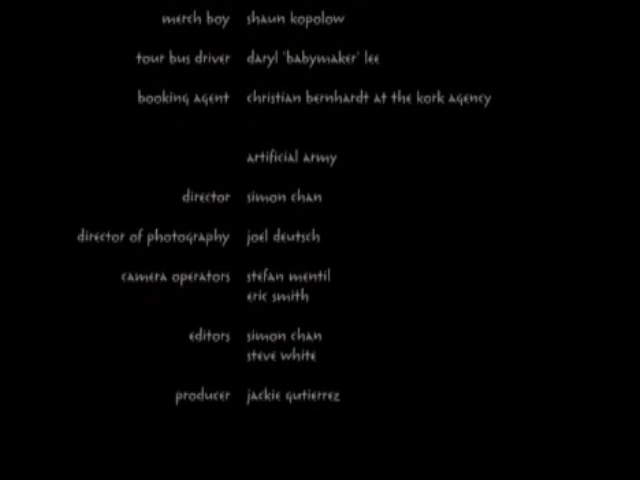 merch boy shaun kopolow
tour bus driver daryl 'babymaker' lee
booking agent christian bernhardt at the kork agency
artificial army
director simon chan
director of photography joel deutsch
camera operators stefan mentil
eric smith
editors simon chan
steve white
producer jackie gutierrez